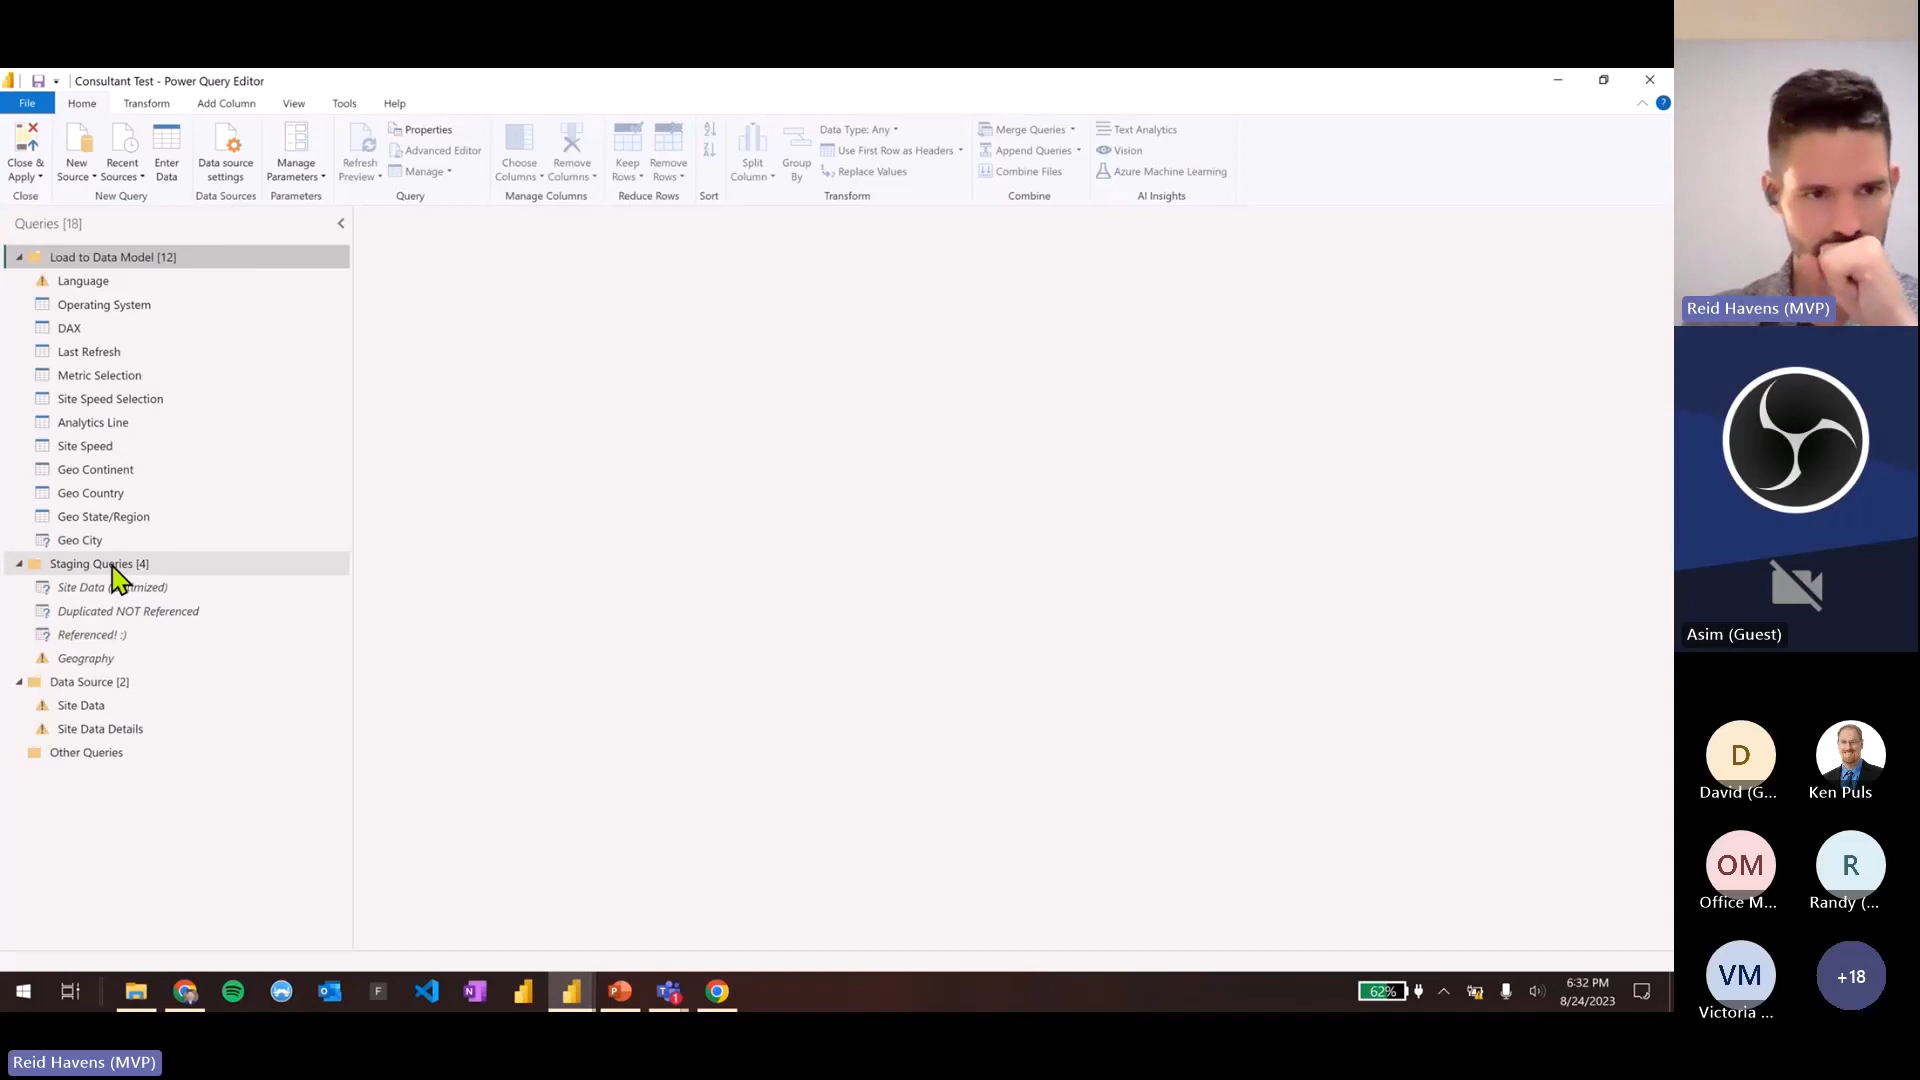 Consultant Test - Power Query Editor
File Home Transform Add Column View Tools Help
Close & Apply
Close
New Source
Recent Sources
Enter Data
New Query
Data source settings
Data Sources
Manage Parameters
Parameters
Refresh Preview
Properties
Advanced Editor
Manage
Query
Choose Columns
Remove Columns
Manage Columns
Keep Rows
Remove Rows
Reduce Rows
Sort
Split Column
Group By
Data Type: Any
Use First Row as Headers
Replace Values
Transform
Merge Queries
Append Queries
Combine Files
Combine
Text Analytics
Vision
Azure Machine Learning
AI Insights
Queries [18]
Load to Data Model [12]
Language
Operating System
DAX
Last Refresh
Metric Selection
Site Speed Selection
Analytics Line
Site Speed
Geo Continent
Geo Country
Geo State/Region
Geo City
Staging Queries [4]
Site Data
Duplicated NOT Referenced
Referenced! :)
Geography
Data Source [2]
Site Data
Site Data Details
Other Queries
62%
6:32 PM
8/24/2023
Reid Havens (MVP)
Asim (Guest)
D
David (G...
Ken Puls
OM
Office M...
R
Randy (...
VM
Victoria ...
+18
Reid Havens (MVP)